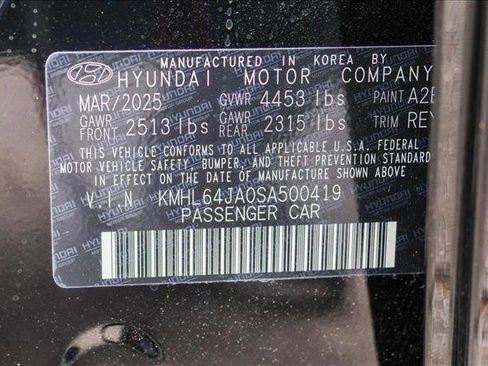 MANUFACTURED IN KOREA BY
HYUNDAI MOTOR COMPANY
MAR/2025 GVWR 4453 lbs PAINT A2B
GAWR FRONT 2513 lbs GAWR REAR 2315 lbs TRIM REY
THIS VEHICLE CONFORMS TO ALL APPLICABLE U.S.A. FEDERAL
MOTOR VEHICLE SAFETY, BUMPER, AND THEFT PREVENTION STANDARD
IN EFFECT ON THE DATE OF MANUFACTURE SHOWN ABOVE.
V.I.N KMHL64JA0SA500419
PASSENGER CAR